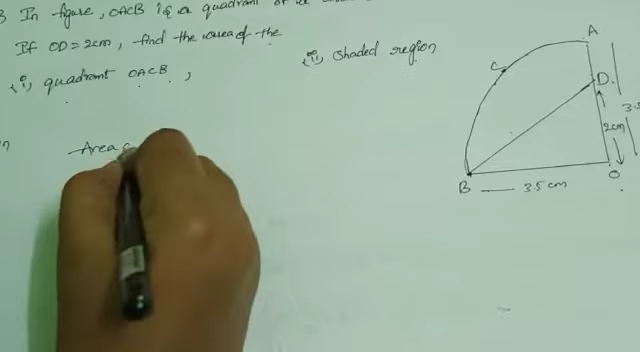 3 In figure, OACB is a quadrant of a
If OD = 2cm, find the area of the
(i) quadrant OACB, (ii) shaded region
Area
A
C
D
3.5
2cm
O
B
3.5 cm